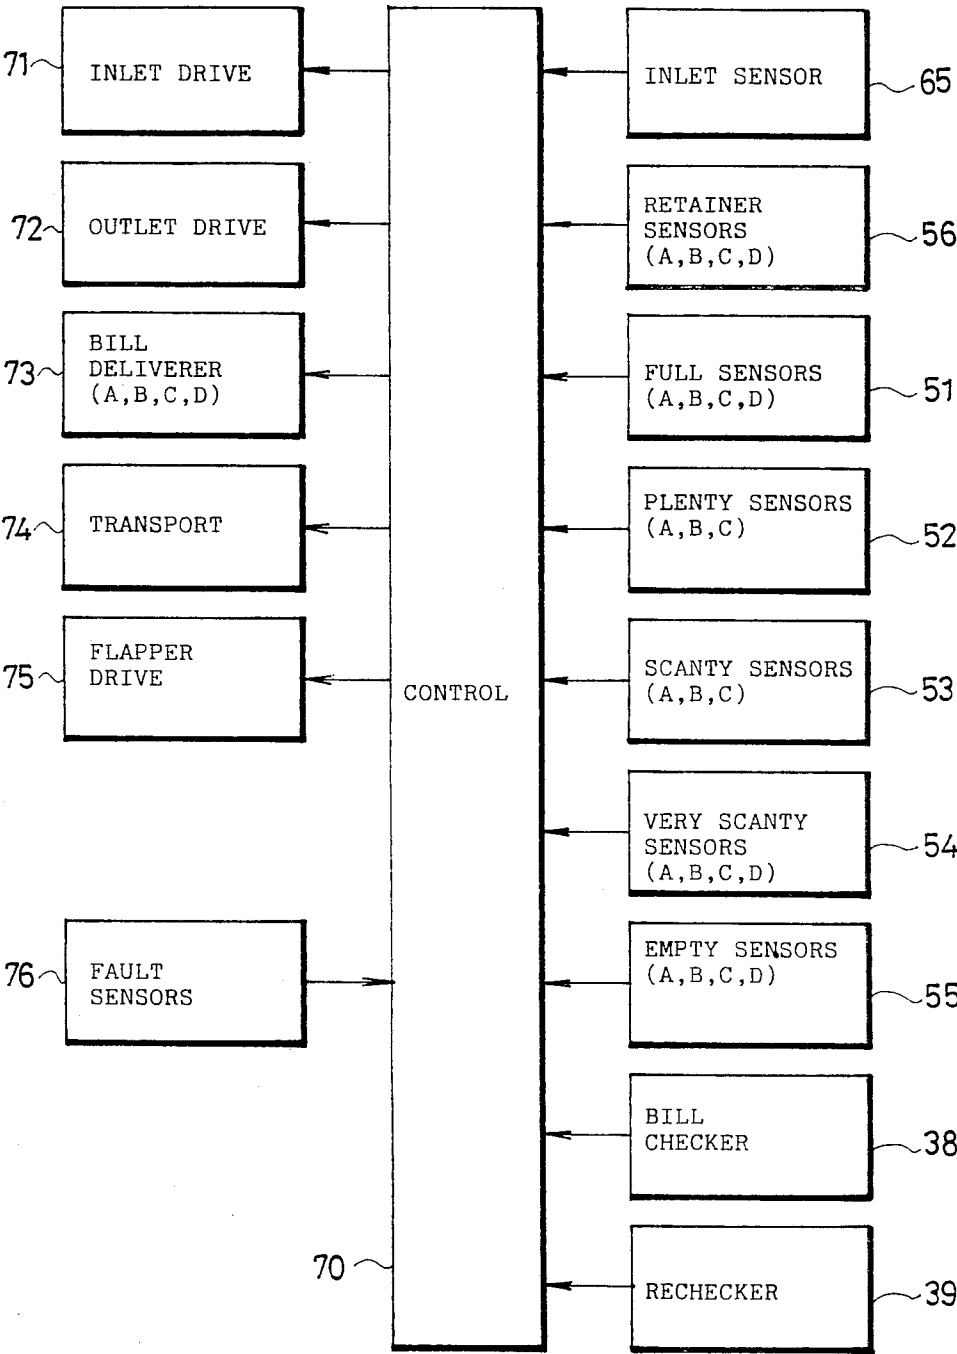 71
INLET DRIVE
72
OUTLET DRIVE
73
BILL
DELIVERER
(A,B,C,D)
74
TRANSPORT
75
FLAPPER
DRIVE
76
FAULT
SENSORS
CONTROL
70
INLET SENSOR
65
RETAINER
SENSORS
(A,B,C,D)
56
FULL SENSORS
(A,B,C,D)
51
PLENTY SENSORS
(A,B,C)
52
SCANTY SENSORS
(A,B,C)
53
VERY SCANTY
SENSORS
(A,B,C,D)
54
EMPTY SENSORS
(A,B,C,D)
55
BILL
CHECKER
38
RECHECKER
39